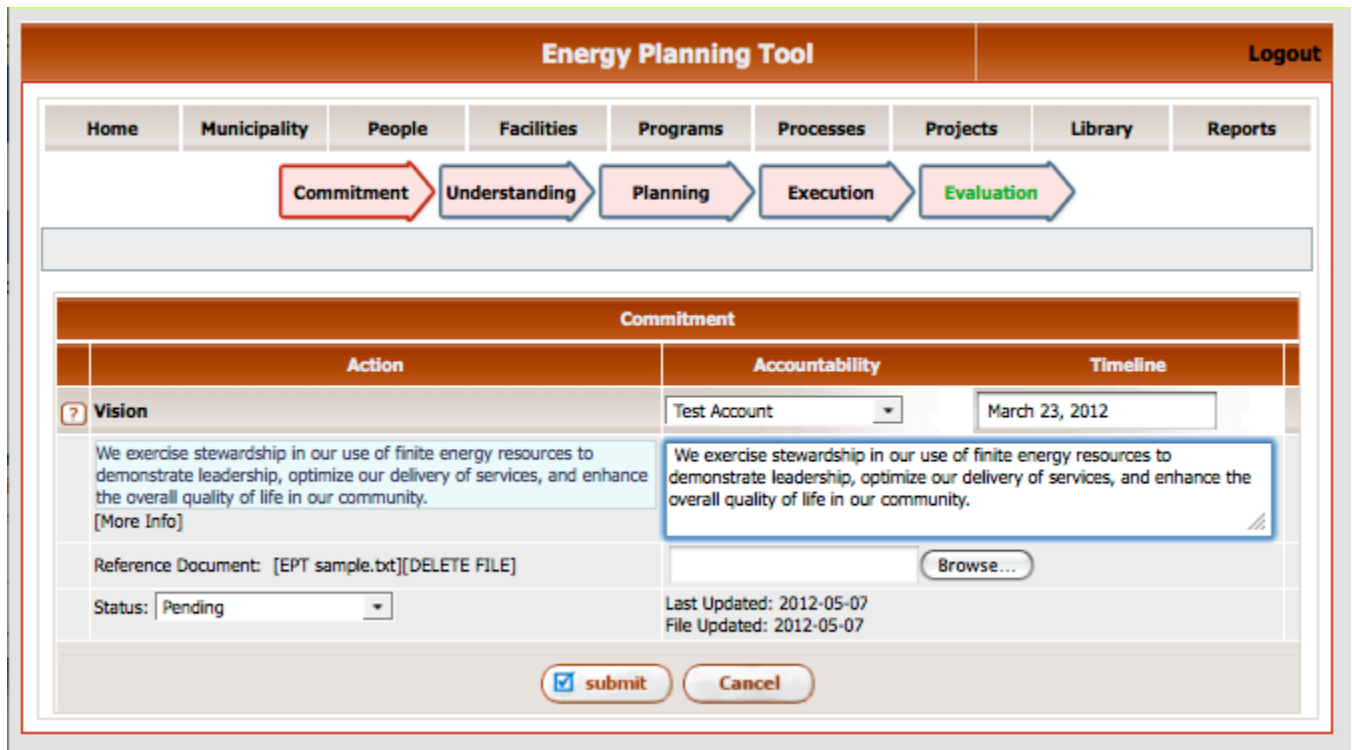 Energy Planning Tool
Logout
Home Municipality People Facilities Programs Processes Projects Library Reports
Commitment Understanding Planning Execution Evaluation
Commitment
Action Accountability Timeline
? Vision Test Account March 23, 2012
We exercise stewardship in our use of finite energy resources to
demonstrate leadership, optimize our delivery of services, and enhance
the overall quality of life in our community.
[More Info]
We exercise stewardship in our use of finite energy resources to
demonstrate leadership, optimize our delivery of services, and enhance the
overall quality of life in our community.
Reference Document: [EPT sample.txt][DELETE FILE] Browse...
Status: Pending
Last Updated: 2012-05-07
File Updated: 2012-05-07
submit Cancel